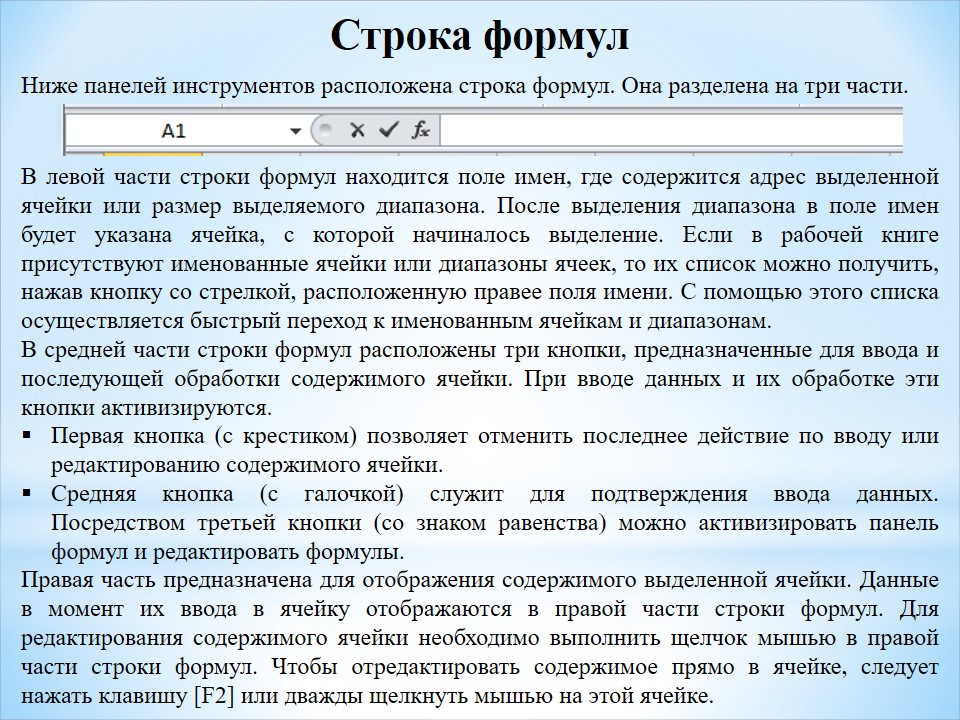 Строка формул
Ниже панелей инструментов расположена строка формул. Она разделена на три части.
A1 fx
В левой части строки формул находится поле имен, где содержится адрес выделенной
ячейки или размер выделяемого диапазона. После выделения диапазона в поле имен
будет указана ячейка, с которой начиналось выделение. Если в рабочей книге
присутствуют именованные ячейки или диапазоны ячеек, то их список можно получить,
нажав кнопку со стрелкой, расположенную правее поля имени. С помощью этого списка
осуществляется быстрый переход к именованным ячейкам и диапазонам.
В средней части строки формул расположены три кнопки, предназначенные для ввода и
последующей обработки содержимого ячейки. При вводе данных и их обработке эти
кнопки активизируются.
▪ Первая кнопка (с крестиком) позволяет отменить последнее действие по вводу или
редактированию содержимого ячейки.
▪ Средняя кнопка (с галочкой) служит для подтверждения ввода данных.
Посредством третьей кнопки (со знаком равенства) можно активизировать панель
формул и редактировать формулы.
Правая часть предназначена для отображения содержимого выделенной ячейки. Данные
в момент их ввода в ячейку отображаются в правой части строки формул. Для
редактирования содержимого ячейки необходимо выполнить щелчок мышью в правой
части строки формул. Чтобы отредактировать содержимое прямо в ячейке, следует
нажать клавишу [F2] или дважды щелкнуть мышью на этой ячейке.